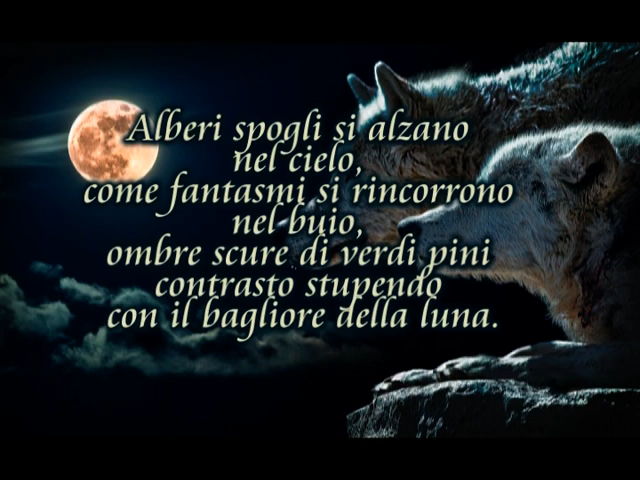 Alberi spogli si alzano
nel cielo,
come fantasmi si rincorrono
nel buio,
ombre scure di verdi pini
contrasto stupendo
con il bagliore della luna.